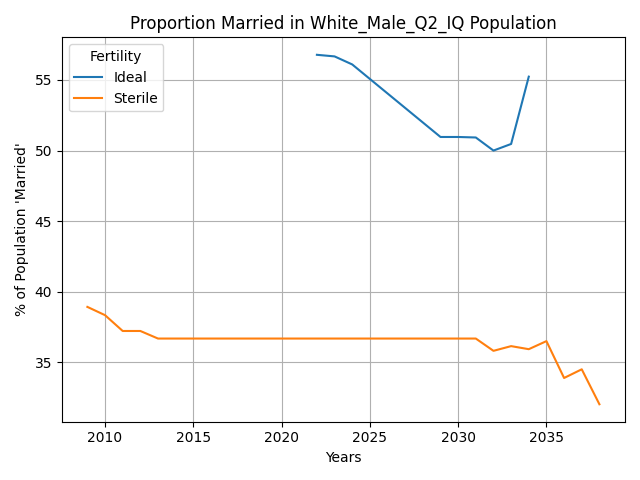 Proportion Married in White_Male_Q2_IQ Population
Fertility
Ideal
Sterile
% of Population 'Married'
55
50
45
40
35
2010 2015 2020 2025 2030 2035
Years